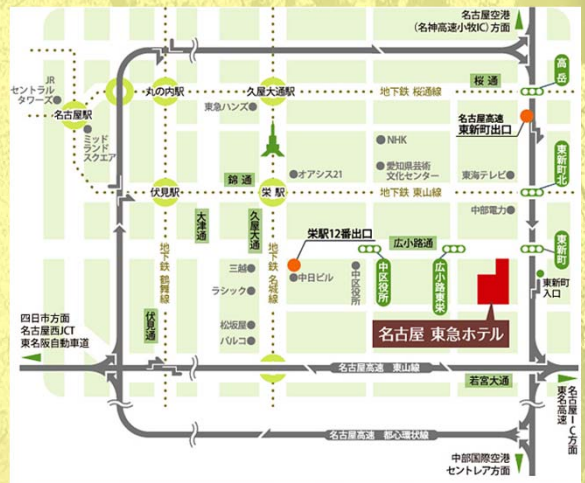 名古屋空港
(名神高速小牧IC)方面
高岳
桜通
地下鉄 桜通線
丸の内駅
久屋大通駅
JR
セントラル
タワーズ
名古屋駅
ミッド
ランド
スクエア
東急ハンズ
名古屋高速
東新町出口
NHK
愛知県芸術
文化センター
オアシス21
東海テレビ
東新町北
伏見駅
錦通
栄駅
地下鉄 東山線
中部電力
大津通
久屋大通
栄駅12番出口
広小路通
東新町
地下鉄 鶴舞線
地下鉄 名城線
三越
中日ビル
中区役所
中区役所
広小路東栄
東新町
入口
ラシック
伏見通
松坂屋
パルコ
名古屋 東急ホテル
四日市方面
名古屋西JCT
東名阪自動車道
名古屋高速 東山線
若宮大通
名古屋IC方面
東名高速
名古屋高速 都心環状線
中部国際空港
セントレア方面